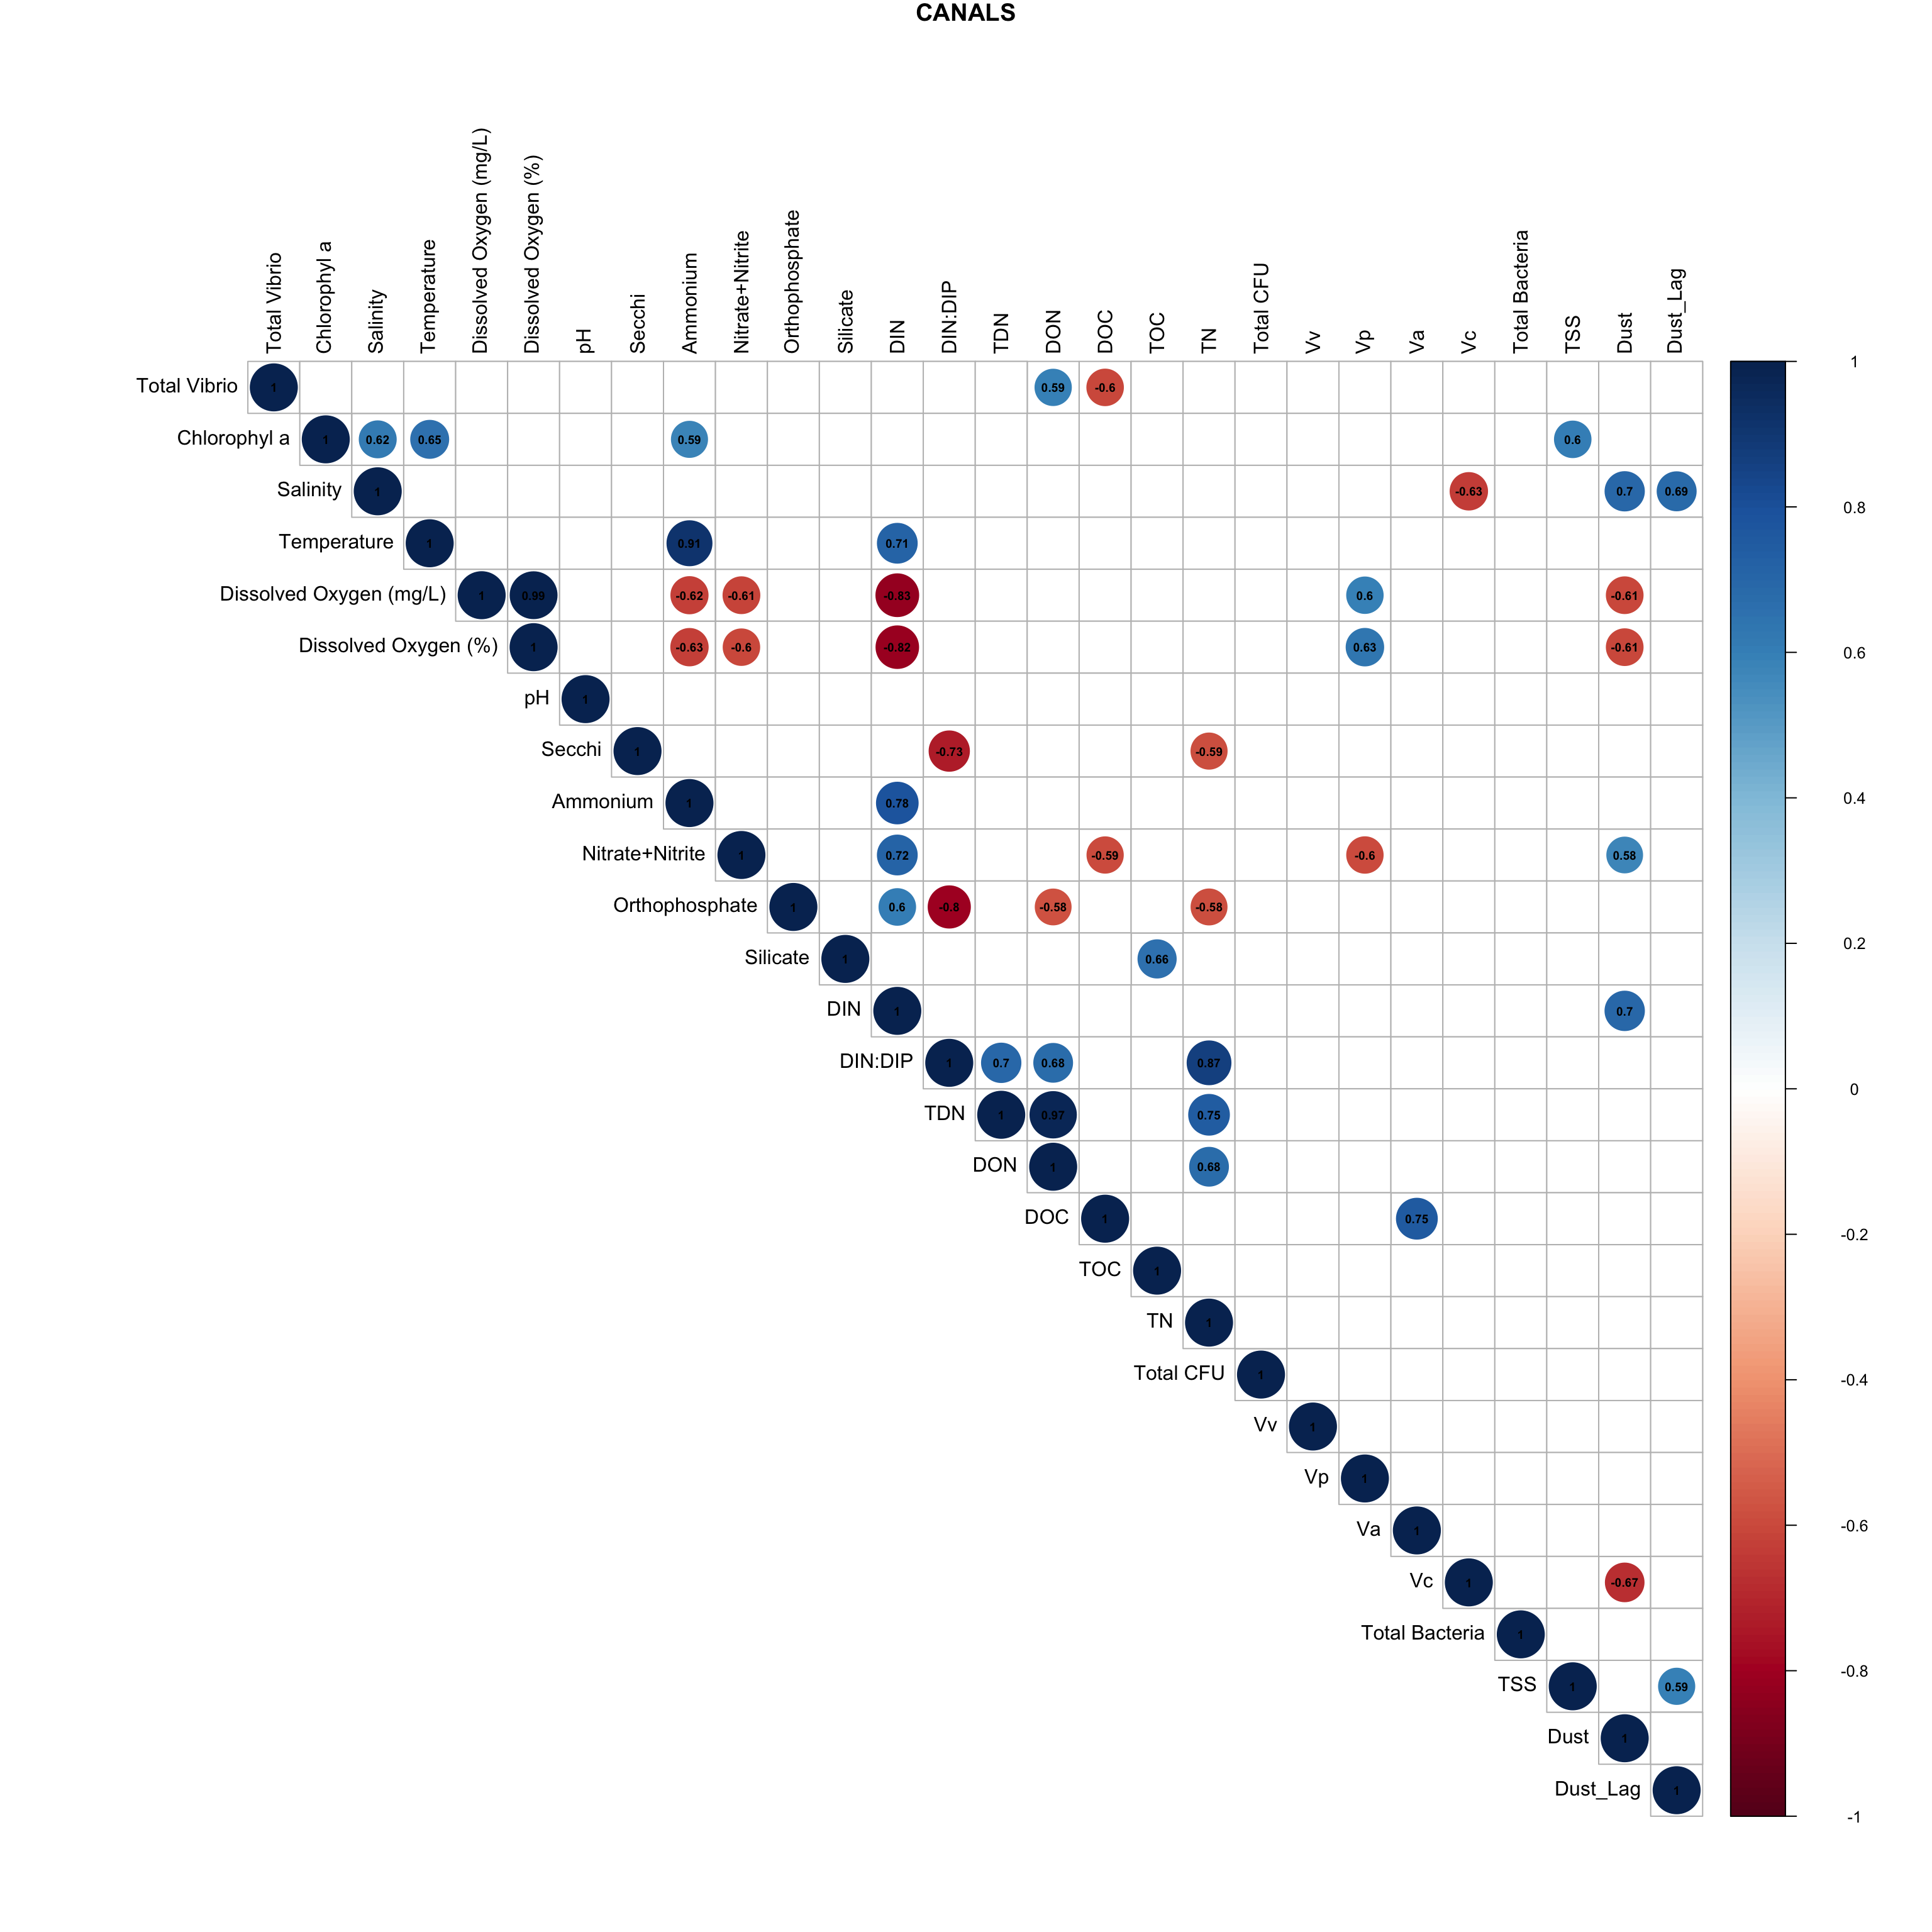 CANALS
Total Vibrio
Chlorophyl a
Salinity
Temperature
Dissolved Oxygen (mg/L)
Dissolved Oxygen (%)
pH
Secchi
Ammonium
Nitrate+Nitrite
Orthophosphate
Silicate
DIN
DIN:DIP
TDN
DON
DOC
TOC
TN
Total CFU
Vv
Vp
Va
Vc
Total Bacteria
TSS
Dust
Dust_Lag
Total Vibrio 1 0.59 -0.6
Chlorophyl a 1 0.62 0.65 0.59 0.6
Salinity 1 -0.63 0.7 0.69
Temperature 1 0.91 0.71
Dissolved Oxygen (mg/L) 1 0.99 -0.62 -0.61 -0.83 0.6 -0.61
Dissolved Oxygen (%) 1 -0.63 -0.6 -0.82 0.63 -0.61
pH 1
Secchi 1 -0.73 -0.59
Ammonium 1 0.78
Nitrate+Nitrite 1 0.72 -0.59 -0.6 0.58
Orthophosphate 1 0.6 -0.8 -0.58 -0.58
Silicate 1 0.66
DIN 1 0.7
DIN:DIP 1 0.7 0.68 0.87
TDN 1 0.97 0.75
DON 1 0.68
DOC 1 0.75
TOC 1
TN 1
Total CFU 1
Vv 1
Vp 1
Va 1
Vc 1 -0.67
Total Bacteria 1
TSS 1 0.59
Dust 1
Dust_Lag 1
1
0.8
0.6
0.4
0.2
0
-0.2
-0.4
-0.6
-0.8
-1